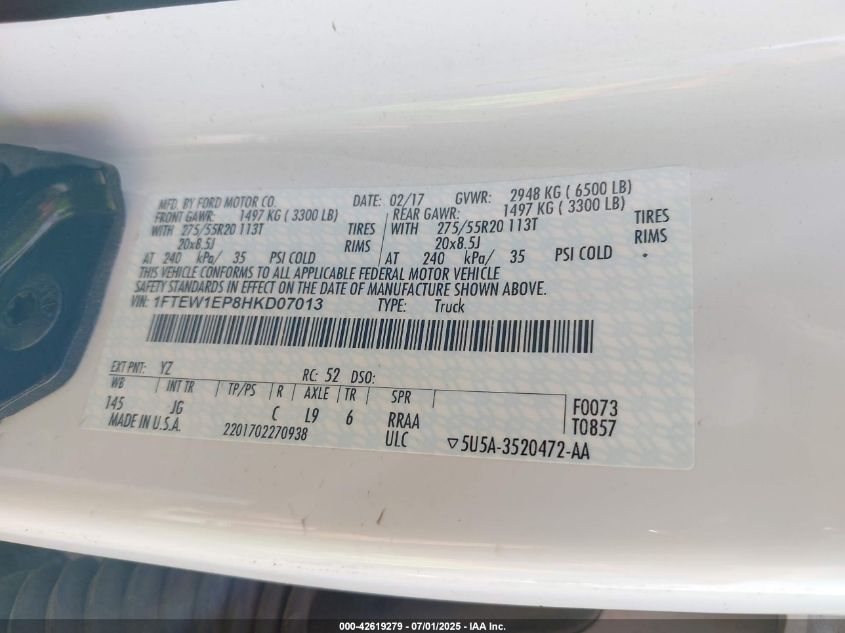 MFD. BY FORD MOTOR CO. DATE: 02/17 GVWR: 2948 KG ( 6500 LB)
FRONT GAWR: 1497 KG ( 3300 LB) REAR GAWR: 1497 KG ( 3300 LB)
WITH 275/55R20 113T TIRES WITH 275/55R20 113T TIRES
20x8.5J RIMS 20x8.5J RIMS
AT 240 kPa/ 35 PSI COLD AT 240 kPa/ 35 PSI COLD
THIS VEHICLE CONFORMS TO ALL APPLICABLE FEDERAL MOTOR VEHICLE
SAFETY STANDARDS IN EFFECT ON THE DATE OF MANUFACTURE SHOWN ABOVE.
VIN: 1FTEW1EP8HKD07013 TYPE: Truck
EXT PNT: YZ RC: 52 DSO:
WB INT TR TP/PS R AXLE TR SPR
145 JG C L9 6 RRAA F0073
MADE IN U.S.A. 2201702270938 ULC T0857
▽5U5A-3520472-AA
000-42619279 - 07/01/2025 - IAA Inc.